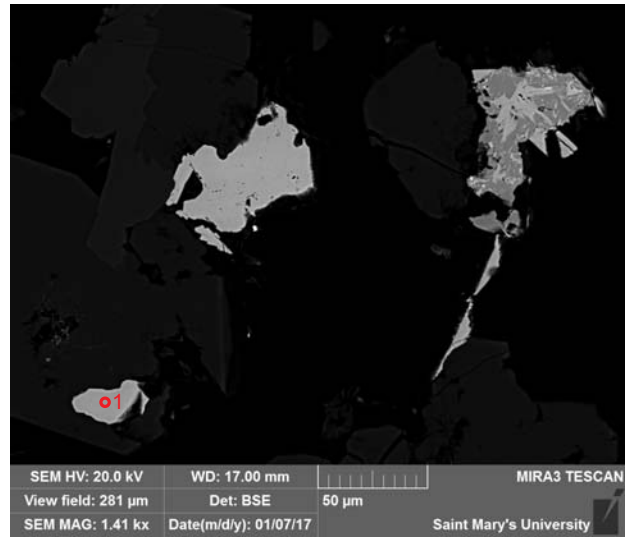 1
SEM HV: 20.0 kV WD: 17.00 mm MIRA3 TESCAN
View field: 281 µm Det: BSE 50 µm
SEM MAG: 1.41 kx Date(m/d/y): 01/07/17 Saint Mary's University